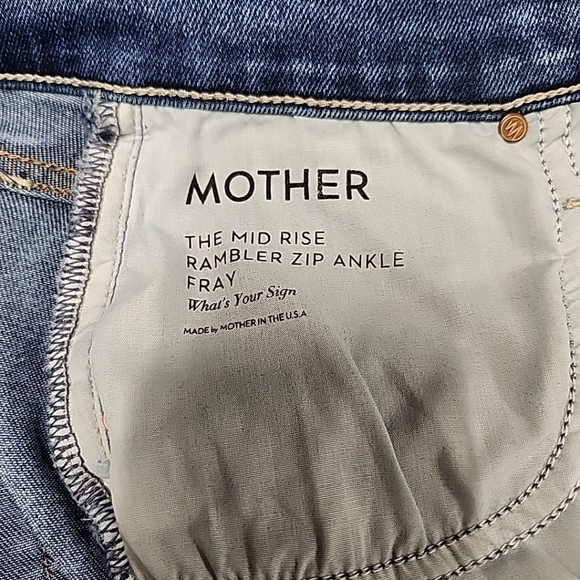 MOTHER
THE MID RISE
RAMBLER ZIP ANKLE
FRAY
What's Your Sign
MADE by MOTHER IN THE U.S.A